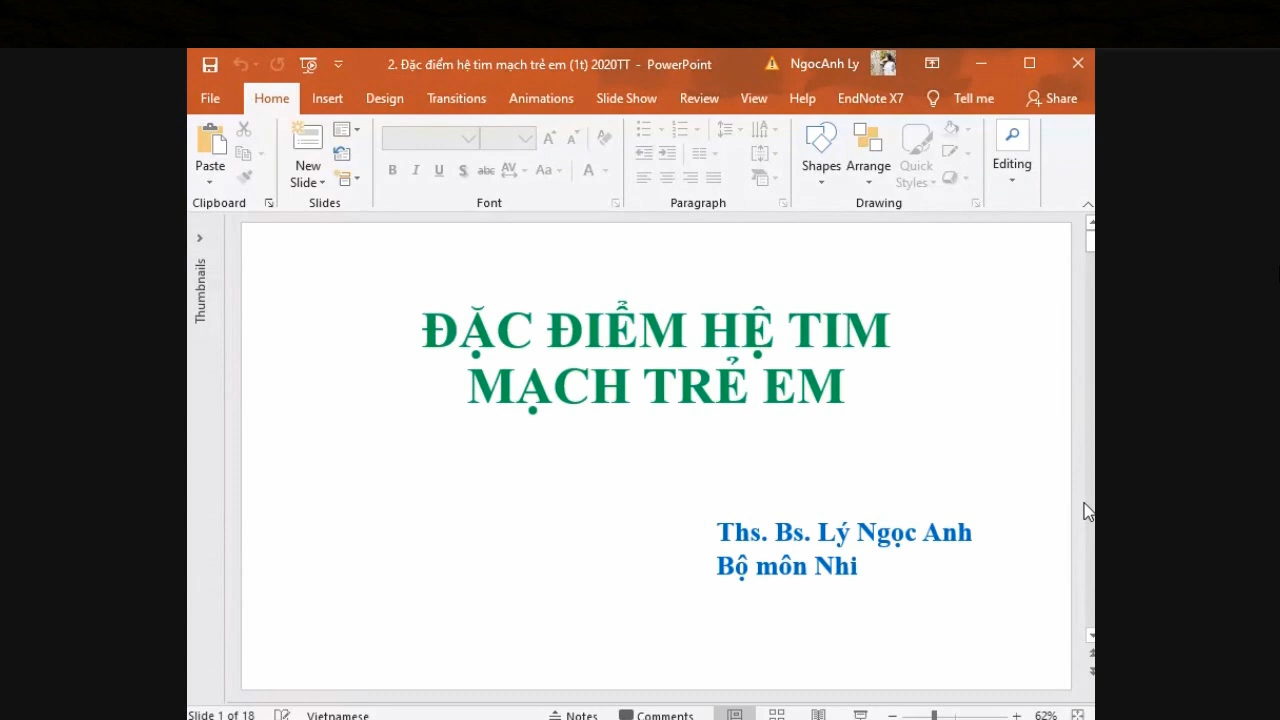 2. Đặc điểm hệ tim mạch trẻ em (1t) 2020TT - PowerPoint
NgocAnh Ly
File Home Insert Design Transitions Animations Slide Show Review View Help EndNote X7 Tell me Share
Paste
New
Slide
Shapes Arrange Quick
Styles
Editing
B I U S abc AV Aa A
Clipboard Slides Font Paragraph Drawing
Thumbnails
ĐẶC ĐIỂM HỆ TIM
MẠCH TRẺ EM
Ths. Bs. Lý Ngọc Anh
Bộ môn Nhi
Slide 1 of 18 Vietnamese Notes Comments 62%